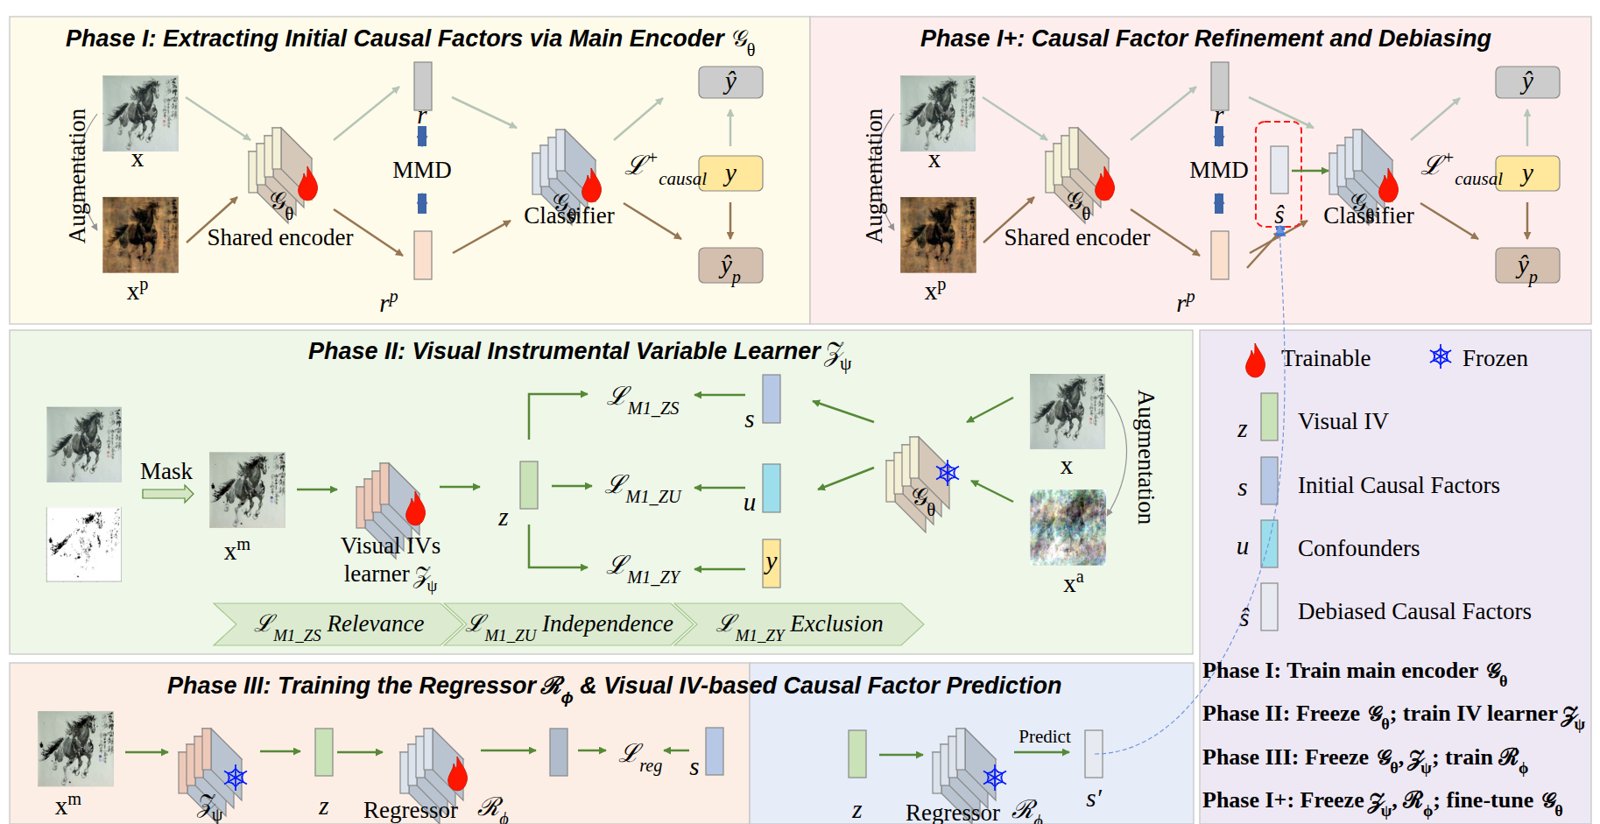 Phase I: Extracting Initial Causal Factors via Main Encoder 𝒢θ
Augmentation
x
xᵖ
𝒢θ
Shared encoder
r
MMD
rᵖ
Classifier
ℒ⁺causal
ŷ
y
ŷp
Phase I+: Causal Factor Refinement and Debiasing
Augmentation
x
xᵖ
𝒢θ
Shared encoder
r
MMD
rᵖ
ŝ
Classifier
ℒ⁺causal
ŷ
y
ŷp
Phase II: Visual Instrumental Variable Learner 𝒵ψ
Mask
xᵐ
Visual IVs
learner 𝒵ψ
z
ℒM1_ZS
ℒM1_ZU
ℒM1_ZY
s
u
y
𝒢θ
x
xᵃ
Augmentation
ℒM1_ZS Relevance
ℒM1_ZU Independence
ℒM1_ZY Exclusion
Trainable
Frozen
z Visual IV
s Initial Causal Factors
u Confounders
ŝ Debiased Causal Factors
Phase I: Train main encoder 𝒢θ
Phase II: Freeze 𝒢θ; train IV learner 𝒵ψ
Phase III: Freeze 𝒢θ, 𝒵ψ; train ℛϕ
Phase I+: Freeze 𝒵ψ, ℛϕ; fine-tune 𝒢θ
Phase III: Training the Regressor ℛϕ & Visual IV-based Causal Factor Prediction
xᵐ
𝒵ψ
z
Regressor ℛϕ
ℒreg
s
z
Regressor ℛϕ
Predict
s′